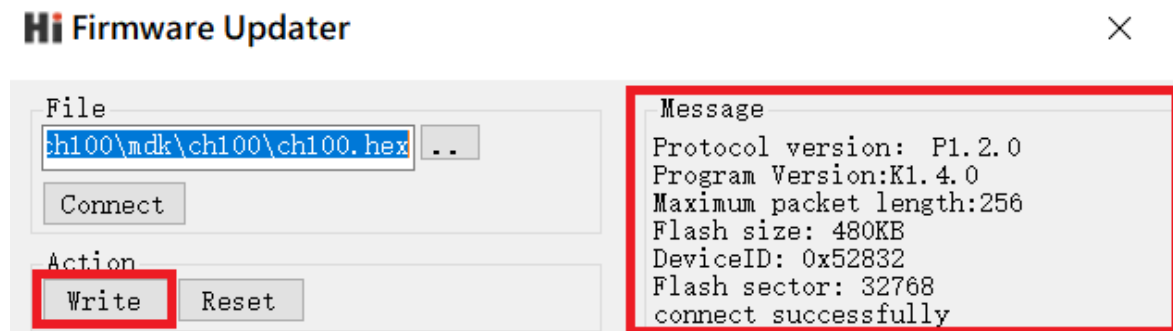 Hi Firmware Updater
File
ch100\mdk\ch100\ch100.hex ..
Connect
Action
Write Reset
Message
Protocol version: P1.2.0
Program Version:K1.4.0
Maximum packet length:256
Flash size: 480KB
DeviceID: 0x52832
Flash sector: 32768
connect successfully